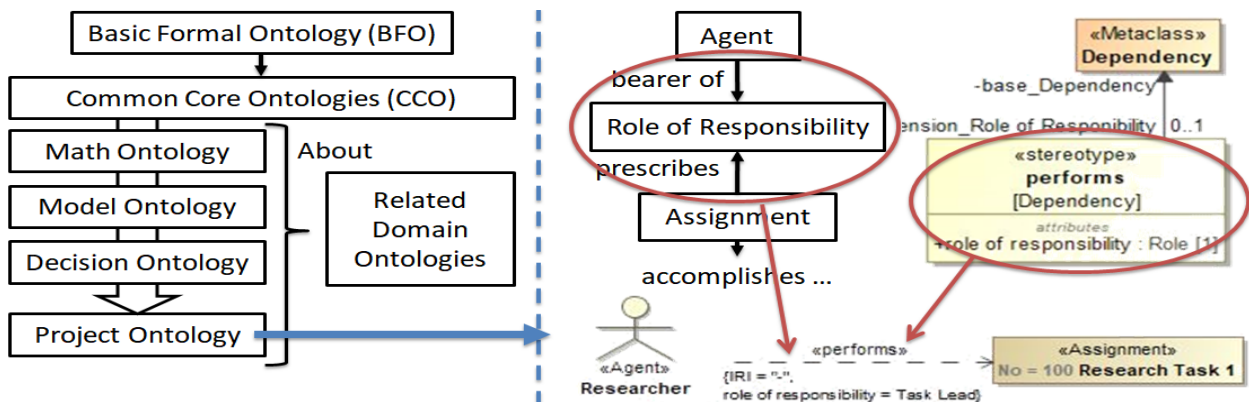 Basic Formal Ontology (BFO)
Common Core Ontologies (CCO)
Math Ontology
Model Ontology
Decision Ontology
Project Ontology
About
Related
Domain
Ontologies
Agent
bearer of
Role of Responsibility
prescribes
Assignment
accomplishes ...
«Metaclass»
Dependency
-base_Dependency
ension_Role of Responibility 0..1
«stereotype»
performs
[Dependency]
attributes
+role of responsibility : Role [1]
«Agent»
Researcher
«performs»
{IRI = "-",
role of responsibility = Task Lead}
«Assignment»
No = 100 Research Task 1